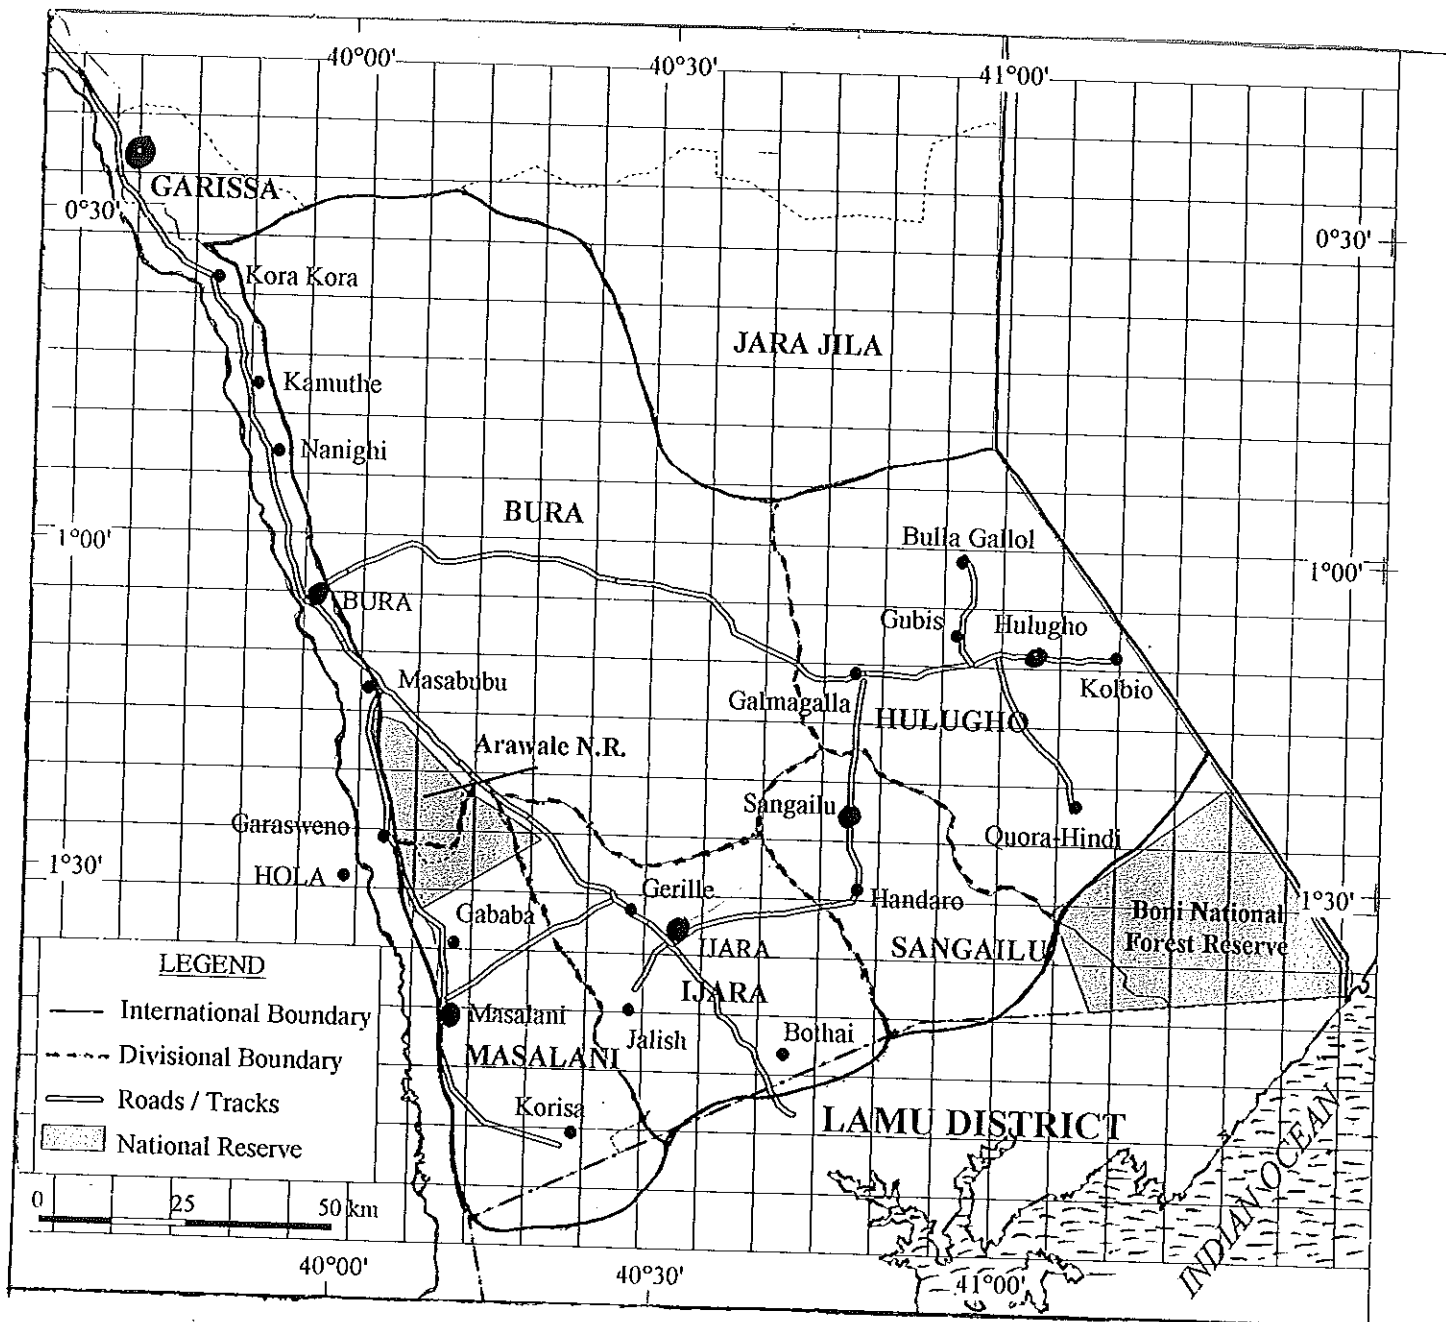 40°00'
40°30'
41°00'
GARISSA
0°30'
0°30'
Kora Kora
JARA JILA
Kamuthe
Nanighi
BURA
Bulla Gallol
1°00'
1°00'
BURA
Gubis
Hulugho
Masabubu
Galmagalla
Kolbio
HULUGHO
Arawale N.R.
Sangailu
Garasweno
Quora-Hindi
1°30'
HOLA
Gerille
Handaro
1°30'
Gababa
Boni National
Forest Reserve
IJARA
SANGAILU
LEGEND
International Boundary
IJARA
Masalani
Jalish
Bothai
Divisional Boundary
MASALANI
Roads / Tracks
Korisa
LAMU DISTRICT
National Reserve
INDIAN OCEAN
0 25 50 km
40°00'
40°30'
41°00'